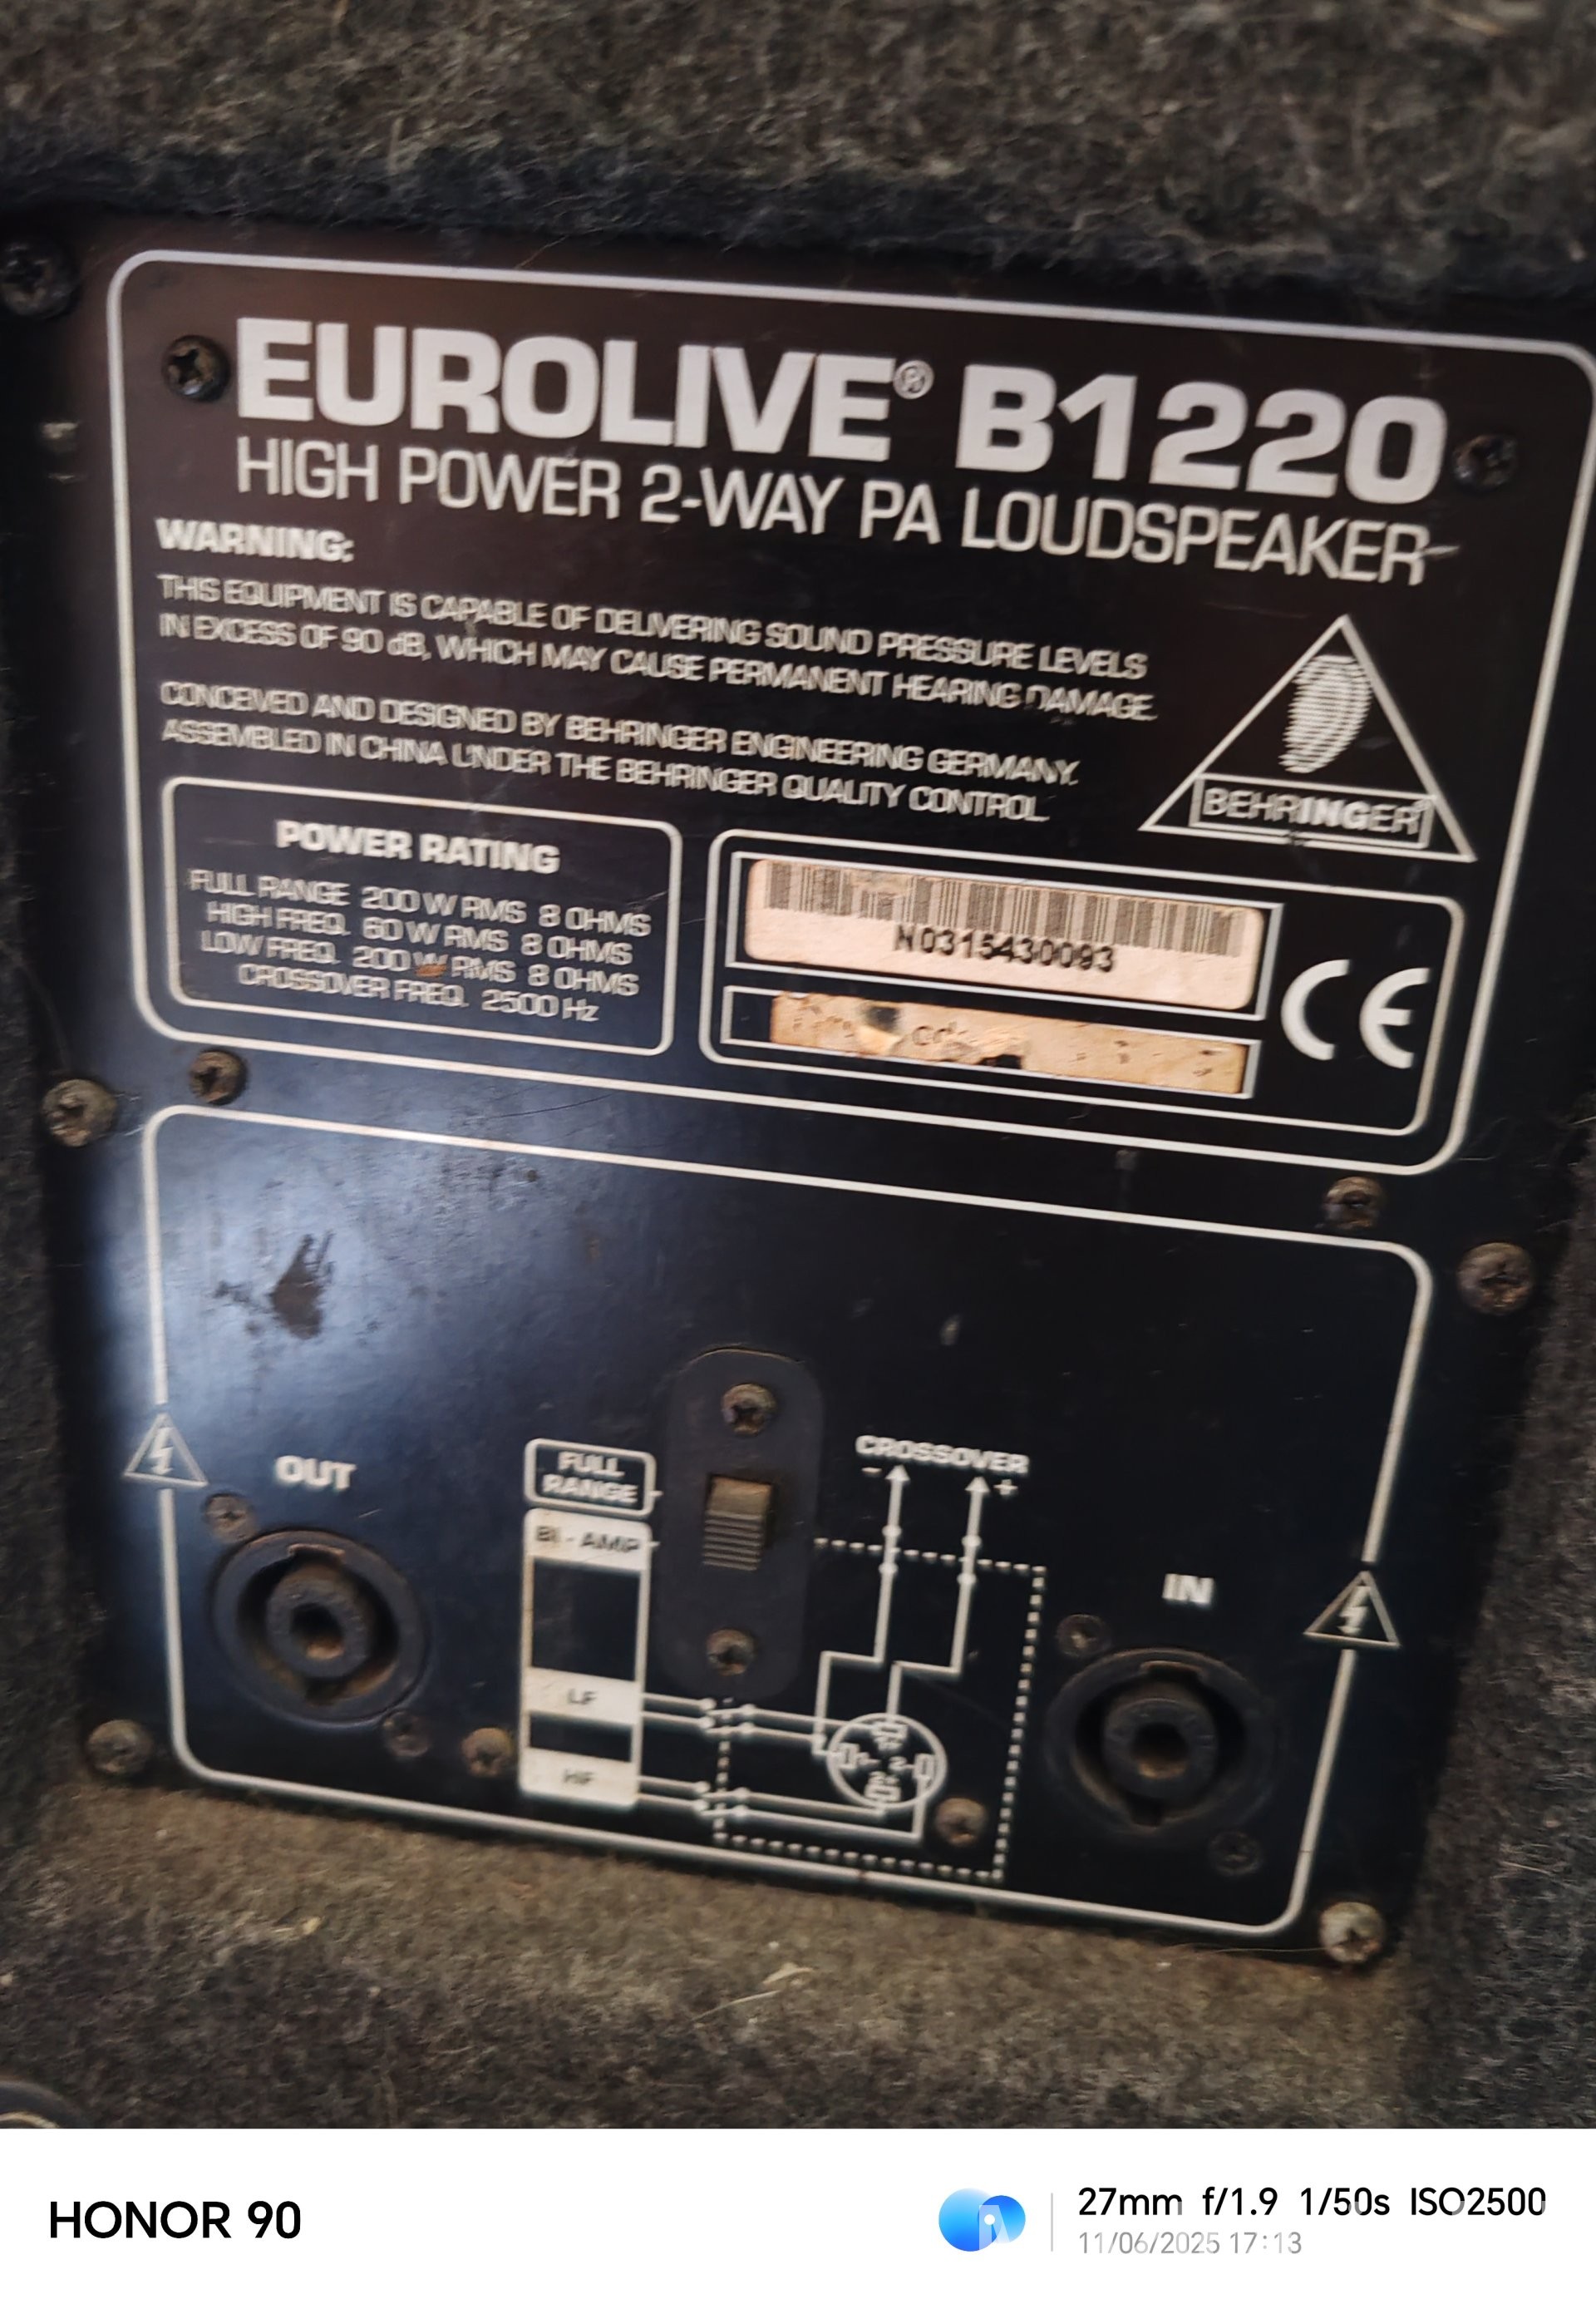 EUROLIVE® B1220
HIGH POWER 2-WAY PA LOUDSPEAKER
WARNING:
THIS EQUIPMENT IS CAPABLE OF DELIVERING SOUND PRESSURE LEVELS
IN EXCESS OF 90 dB, WHICH MAY CAUSE PERMANENT HEARING DAMAGE.
CONCEIVED AND DESIGNED BY BEHRINGER ENGINEERING GERMANY.
ASSEMBLED IN CHINA UNDER THE BEHRINGER QUALITY CONTROL.
BEHRINGER
POWER RATING
FULL RANGE 200 W RMS 8 OHMS
HIGH FREQ. 60 W RMS 8 OHMS
LOW FREQ. 200 W RMS 8 OHMS
CROSSOVER FREQ. 2500 Hz
N0315430093
CE
OUT
FULL
RANGE
BI - AMP
LF
HF
CROSSOVER
- +
IN
HONOR 90
27mm f/1.9 1/50s ISO2500
11/06/2025 17:13